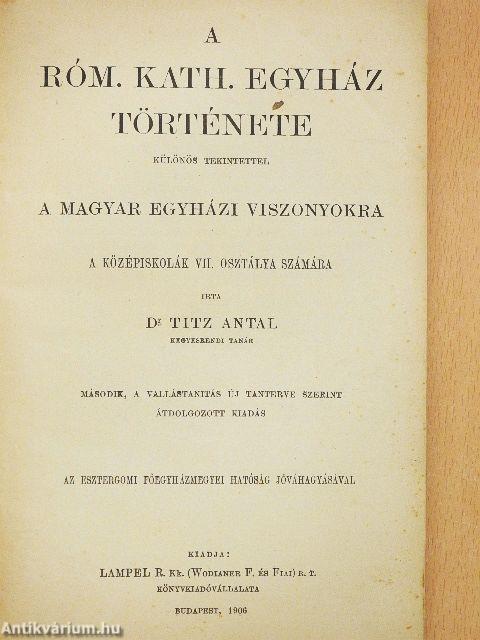 A
RÓM. KATH. EGYHÁZ
TÖRTÉNETE
KÜLÖNÖS TEKINTETTEL
A MAGYAR EGYHÁZI VISZONYOKRA
A KÖZÉPISKOLÁK VII. OSZTÁLYA SZÁMÁRA
IRTA
Dr TITZ ANTAL
KEGYESRENDI TANÁR
MÁSODIK, A VALLÁSTANITÁS ÚJ TANTERVE SZERINT
ÁTDOLGOZOTT KIADÁS
AZ ESZTERGOMI FŐEGYHÁZMEGYEI HATÓSÁG JÓVÁHAGYÁSÁVAL
KIADJA:
LAMPEL R. Kk. (WODIANER F. ÉS FIAI) R. T.
KÖNYVKIADÓVÁLLALATA
BUDAPEST, 1906
Antikvárium.hu